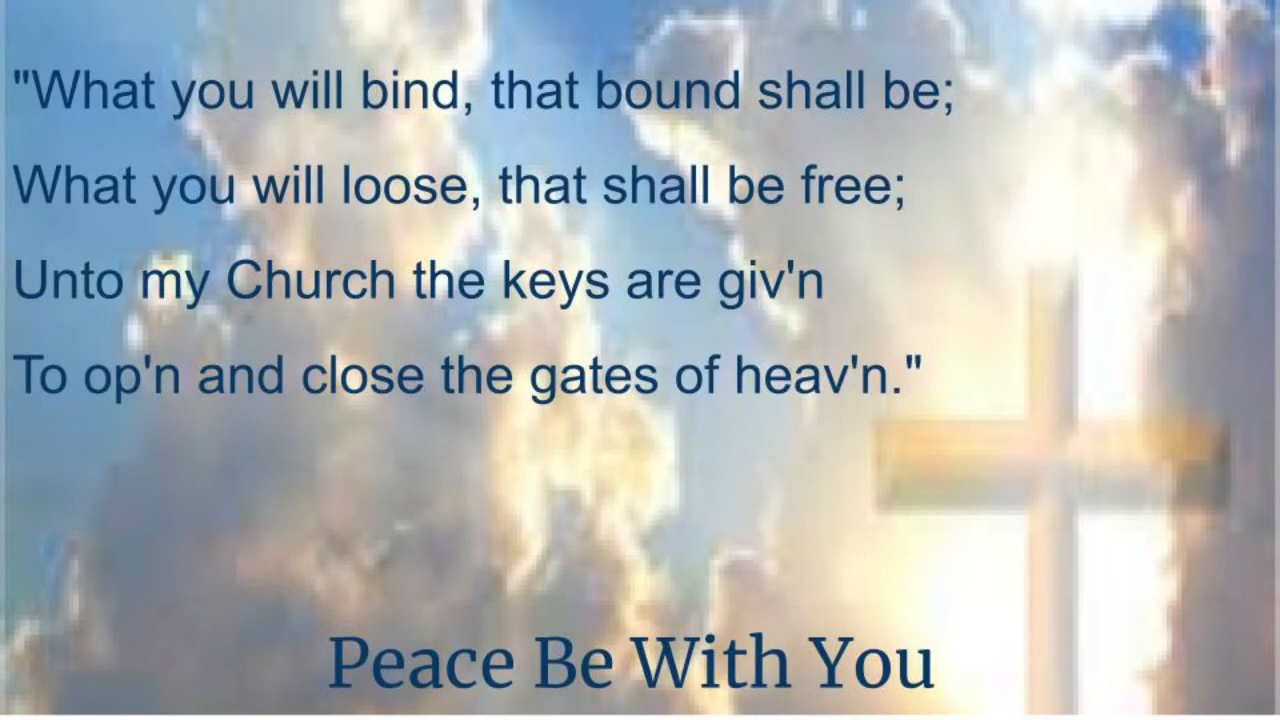 "What you will bind, that bound shall be;
What you will loose, that shall be free;
Unto my Church the keys are giv'n
To op'n and close the gates of heav'n."
Peace Be With You